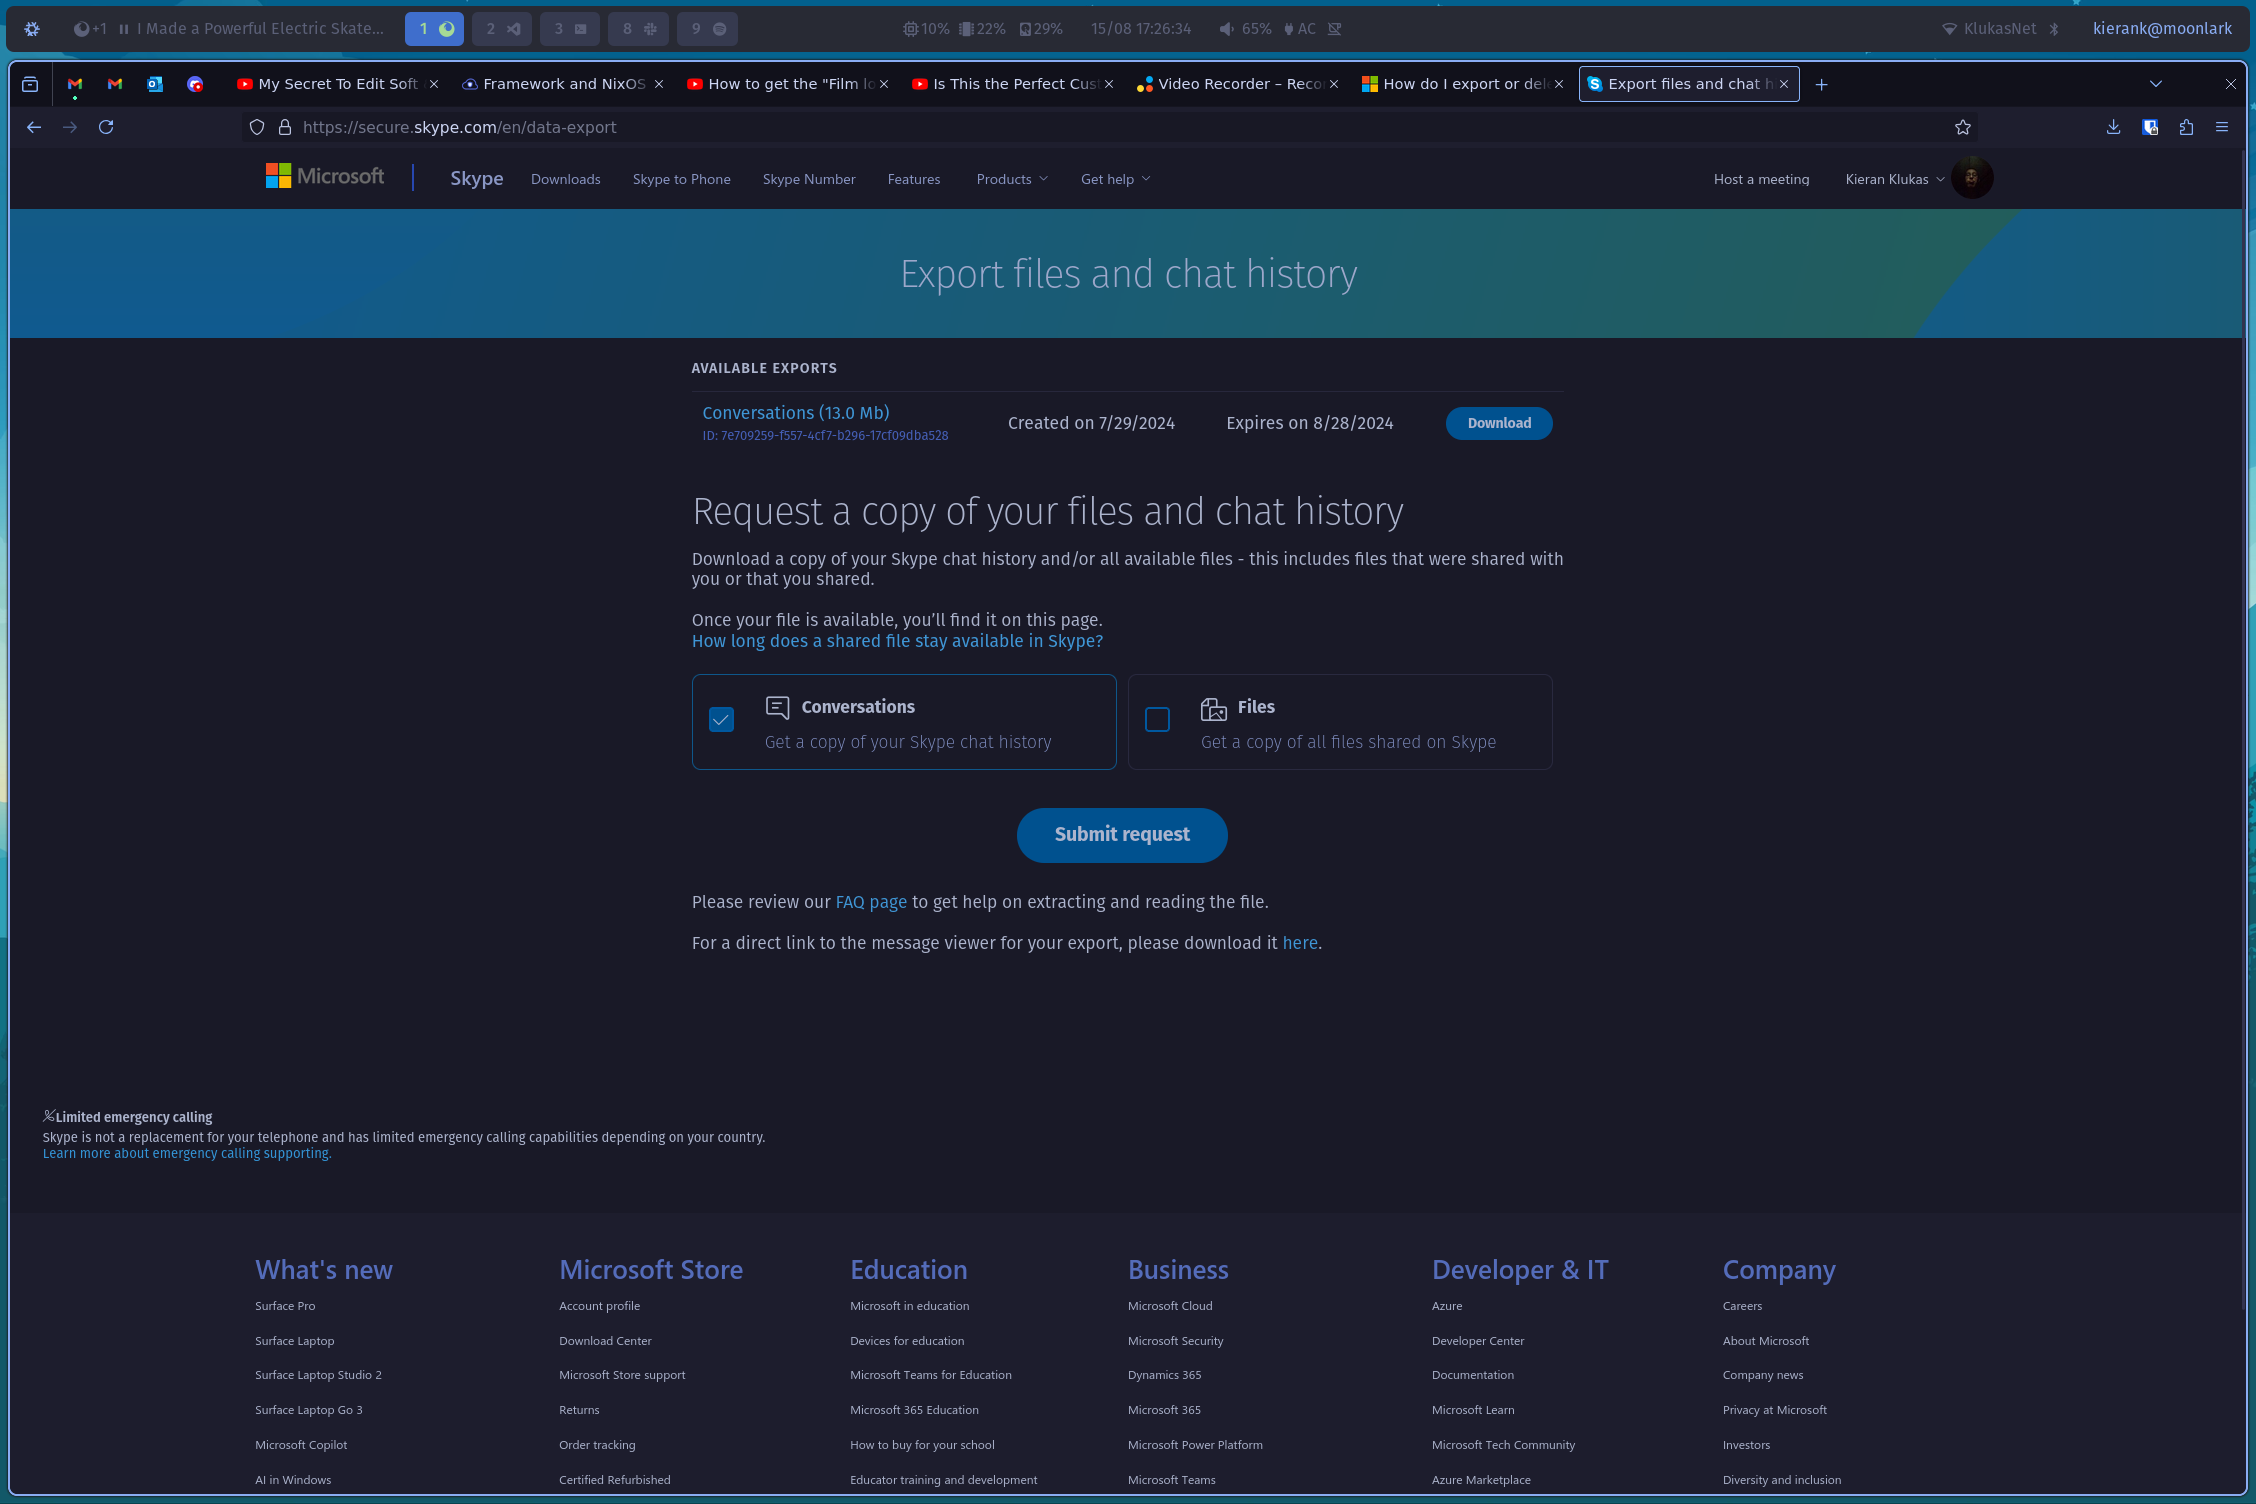 +1 I Made a Powerful Electric Skate... 1 2 3 8 9 10% 22% 29% 15/08 17:26:34 65% AC KlukasNet kierank@moonlark
My Secret To Edit Soft Framework and NixOS How to get the "Film lo Is This the Perfect Cus Video Recorder – Reco How do I export or dele Export files and chat h
https://secure.skype.com/en/data-export
Microsoft Skype Downloads Skype to Phone Skype Number Features Products Get help Host a meeting Kieran Klukas
Export files and chat history
AVAILABLE EXPORTS
Conversations (13.0 Mb) Created on 7/29/2024 Expires on 8/28/2024 Download
ID: 7e709259-f557-4cf7-b296-17cf09dba528
Request a copy of your files and chat history
Download a copy of your Skype chat history and/or all available files - this includes files that were shared with
you or that you shared.
Once your file is available, you’ll find it on this page.
How long does a shared file stay available in Skype?
Conversations Files
Get a copy of your Skype chat history Get a copy of all files shared on Skype
Submit request
Please review our FAQ page to get help on extracting and reading the file.
For a direct link to the message viewer for your export, please download it here.
Limited emergency calling
Skype is not a replacement for your telephone and has limited emergency calling capabilities depending on your country.
Learn more about emergency calling supporting.
What's new Microsoft Store Education Business Developer & IT Company
Surface Pro Account profile Microsoft in education Microsoft Cloud Azure Careers
Surface Laptop Download Center Devices for education Microsoft Security Developer Center About Microsoft
Surface Laptop Studio 2 Microsoft Store support Microsoft Teams for Education Dynamics 365 Documentation Company news
Surface Laptop Go 3 Returns Microsoft 365 Education Microsoft 365 Microsoft Learn Privacy at Microsoft
Microsoft Copilot Order tracking How to buy for your school Microsoft Power Platform Microsoft Tech Community Investors
AI in Windows Certified Refurbished Educator training and development Microsoft Teams Azure Marketplace Diversity and inclusion